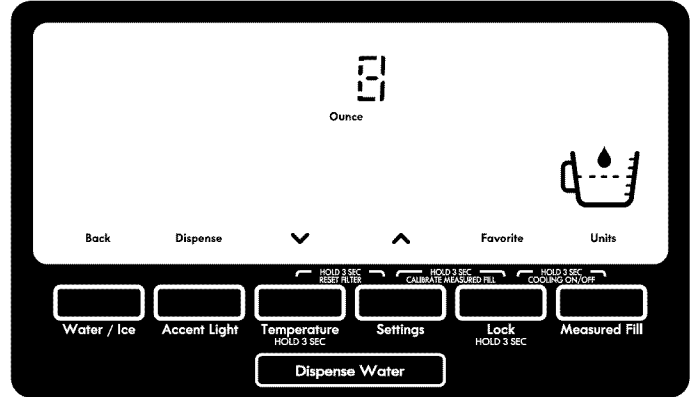 8
Ounce
Back Dispense Favorite Units
HOLD 3 SEC HOLD 3 SEC HOLD 3 SEC
RESET FILTER CALIBRATE MEASURED FILL COOLING ON/OFF
Water / Ice Accent Light Temperature Settings Lock Measured Fill
HOLD 3 SEC HOLD 3 SEC
Dispense Water